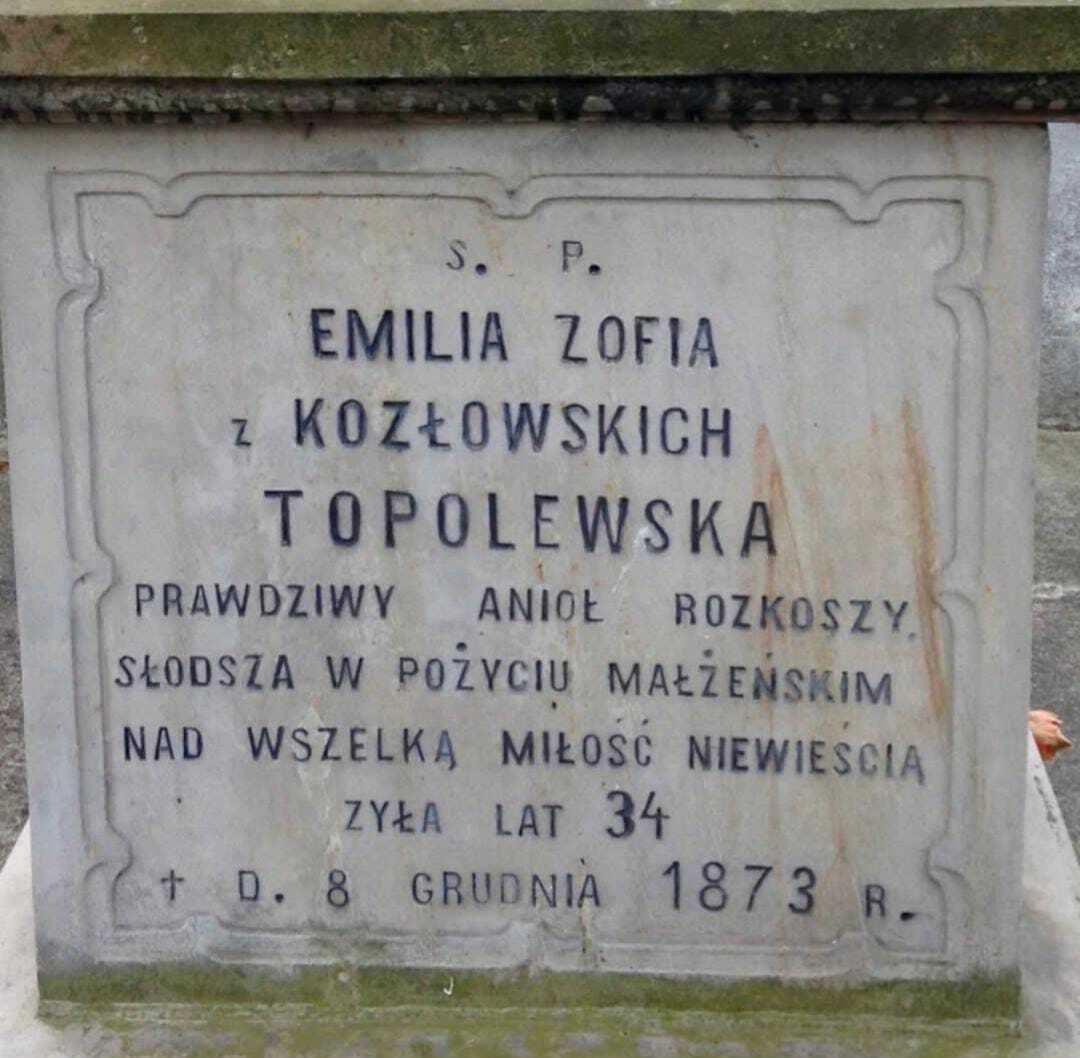 S. P.
EMILIA ZOFIA
z KOZŁOWSKICH
TOPOLEWSKA
PRAWDZIWY ANIOŁ ROZKOSZY,
SŁODSZA W POŻYCIU MAŁŻEŃSKIM
NAD WSZELKĄ MIŁOŚĆ NIEWIEŚCIĄ
ZYŁA LAT 34
† D. 8 GRUDNIA 1873 R.